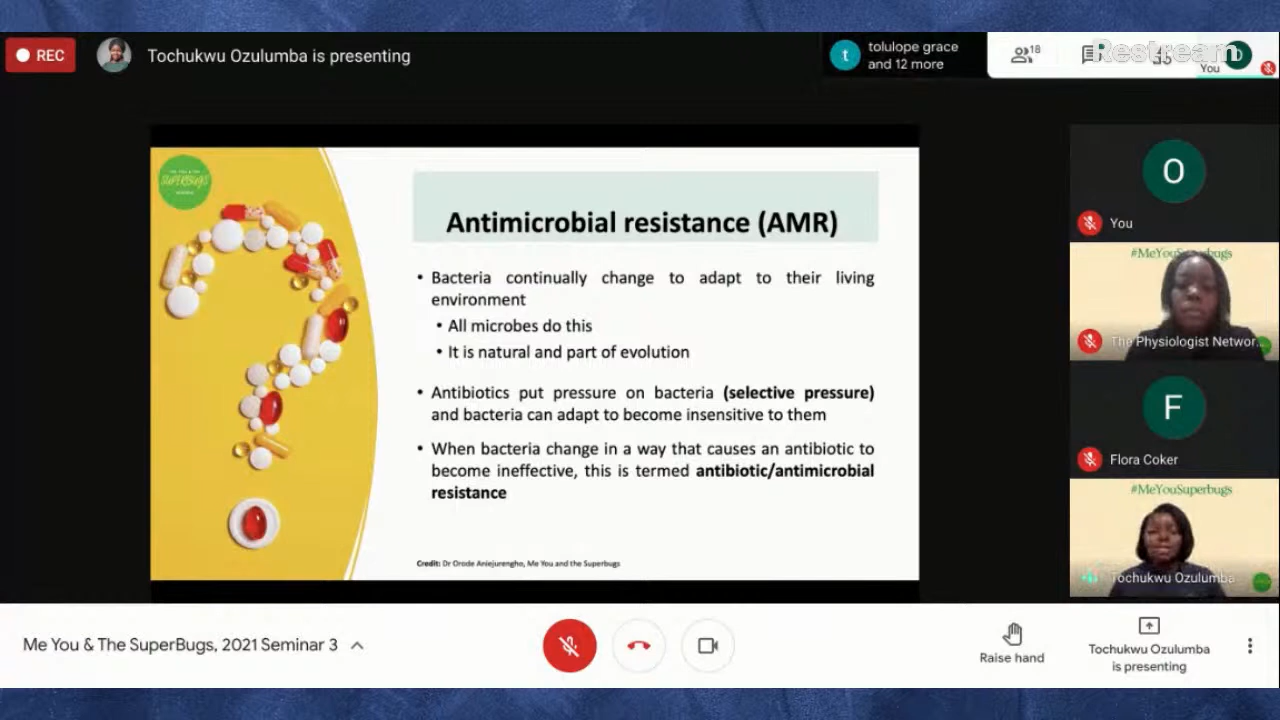 REC
Tochukwu Ozulumba is presenting
t
tolulope grace
and 12 more
18
Restream
You
SUPERBUGS
Antimicrobial resistance (AMR)
• Bacteria continually change to adapt to their living
environment
• All microbes do this
• It is natural and part of evolution
• Antibiotics put pressure on bacteria (selective pressure)
and bacteria can adapt to become insensitive to them
• When bacteria change in a way that causes an antibiotic to
become ineffective, this is termed antibiotic/antimicrobial
resistance
Credit: Dr Orode Aniejurengho, Me You and the Superbugs
O
You
#MeYouSuperbugs
The Physiologist Networ...
F
Flora Coker
#MeYouSuperbugs
Tochukwu Ozulumba
Me You & The SuperBugs, 2021 Seminar 3
Raise hand
Tochukwu Ozulumba
is presenting